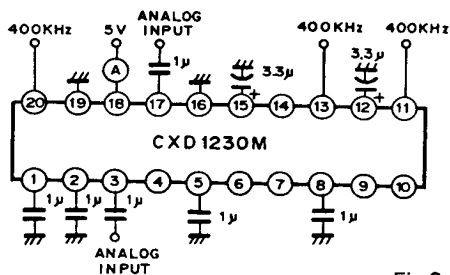 400KHz 5V ANALOG INPUT 400KHz 400KHz
A 1μ 3.3μ 3.3μ
+ +
20 19 18 17 16 15 14 13 12 11
CXD1230M
1 2 3 4 5 6 7 8 9 10
1μ 1μ 1μ 1μ 1μ
ANALOG
INPUT